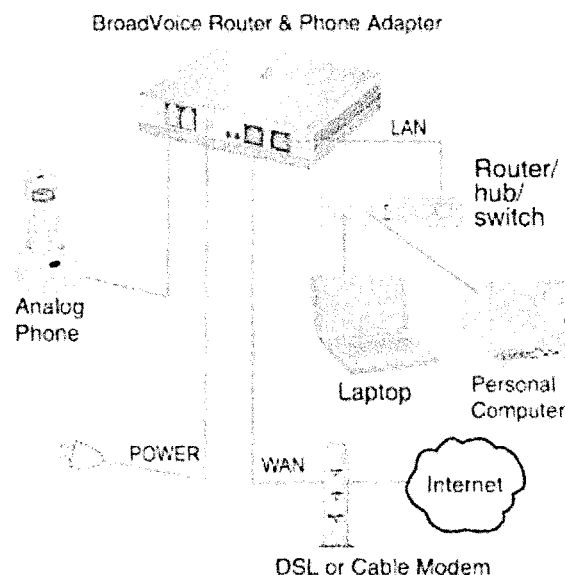 BroadVoice Router & Phone Adapter
LAN
Router/
hub/
switch
Analog
Phone
Laptop
Personal
Computer
POWER
WAN
Internet
DSL or Cable Modem